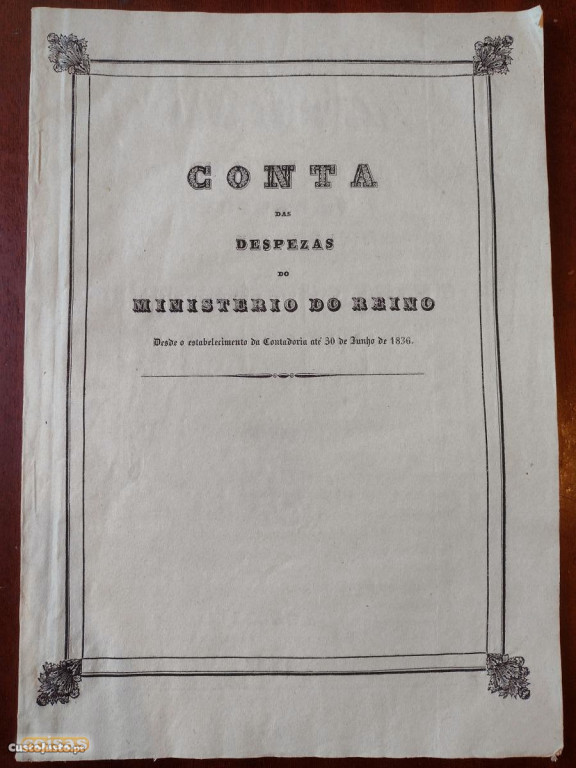 CONTA
DAS
DESPEZAS
DO
MINISTERIO DO REINO
Desde o estabelecimento da Contadoria até 30 de Junho de 1836.
CustoJusto.pt